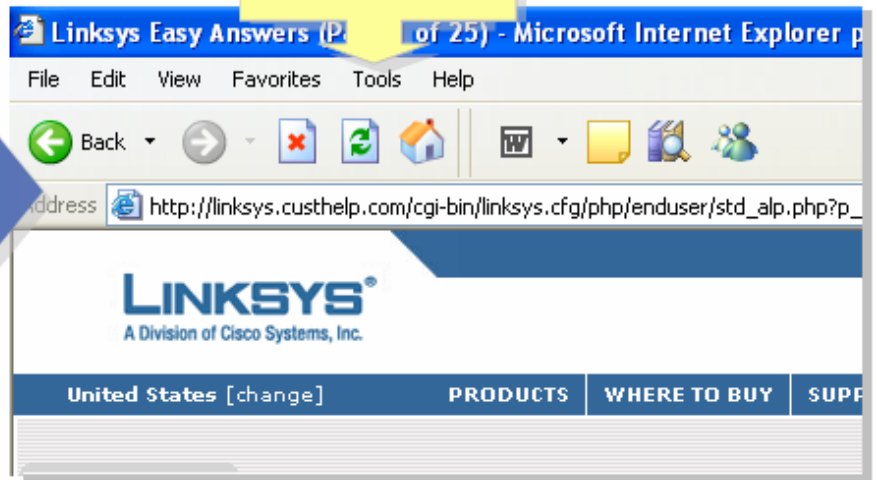 Linksys Easy Answers (P of 25) - Microsoft Internet Explorer p
File Edit View Favorites Tools Help
Back
ddress http://linksys.custhelp.com/cgi-bin/linksys.cfg/php/enduser/std_alp.php?p_
LINKSYS®
A Division of Cisco Systems, Inc.
United States [change] PRODUCTS WHERE TO BUY SUPP